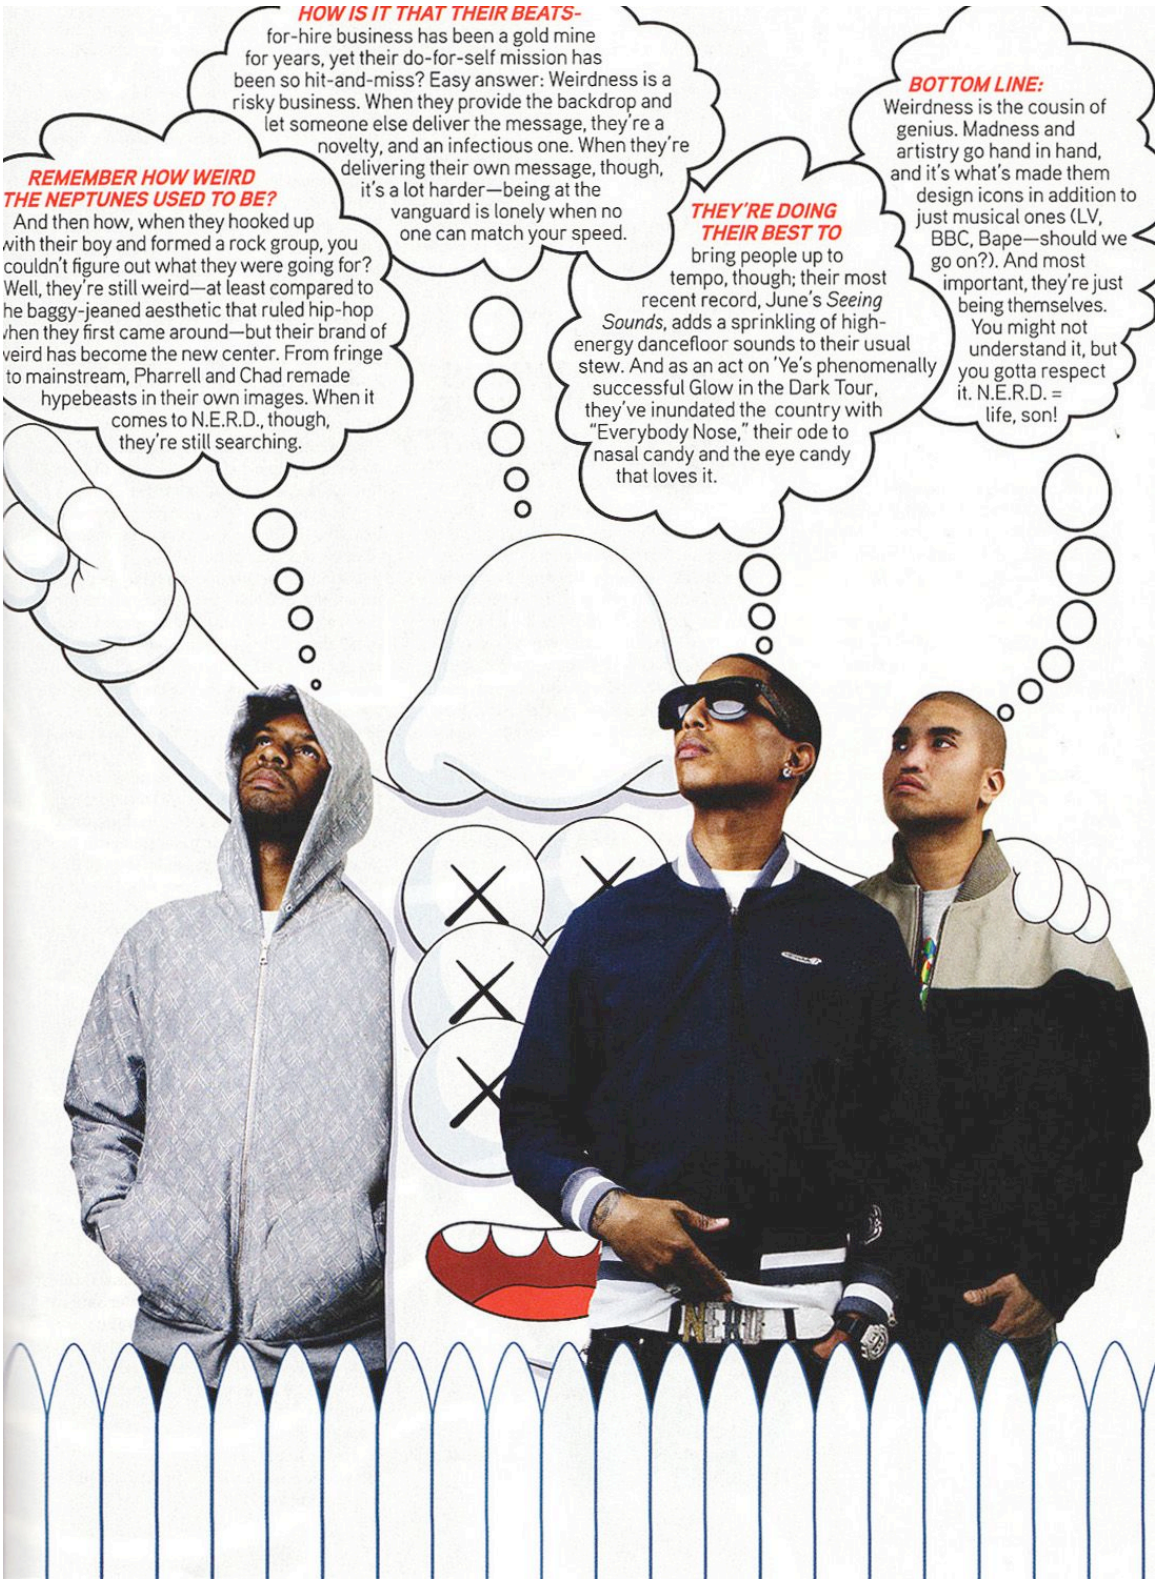 REMEMBER HOW WEIRD
THE NEPTUNES USED TO BE?
And then how, when they hooked up
with their boy and formed a rock group, you
couldn't figure out what they were going for?
Well, they're still weird—at least compared to
he baggy-jeaned aesthetic that ruled hip-hop
when they first came around—but their brand of
weird has become the new center. From fringe
to mainstream, Pharrell and Chad remade
hypebeasts in their own images. When it
comes to N.E.R.D., though,
they're still searching.
HOW IS IT THAT THEIR BEATS-
for-hire business has been a gold mine
for years, yet their do-for-self mission has
been so hit-and-miss? Easy answer: Weirdness is a
risky business. When they provide the backdrop and
let someone else deliver the message, they're a
novelty, and an infectious one. When they're
delivering their own message, though,
it's a lot harder—being at the
vanguard is lonely when no
one can match your speed.
THEY'RE DOING
THEIR BEST TO
bring people up to
tempo, though; their most
recent record, June's Seeing
Sounds, adds a sprinkling of high-
energy dancefloor sounds to their usual
stew. And as an act on 'Ye's phenomenally
successful Glow in the Dark Tour,
they've inundated the country with
"Everybody Nose," their ode to
nasal candy and the eye candy
that loves it.
BOTTOM LINE:
Weirdness is the cousin of
genius. Madness and
artistry go hand in hand,
and it's what's made them
design icons in addition to
just musical ones (LV,
BBC, Bape—should we
go on?). And most
important, they're just
being themselves.
You might not
understand it, but
you gotta respect
it. N.E.R.D. =
life, son!
NERD